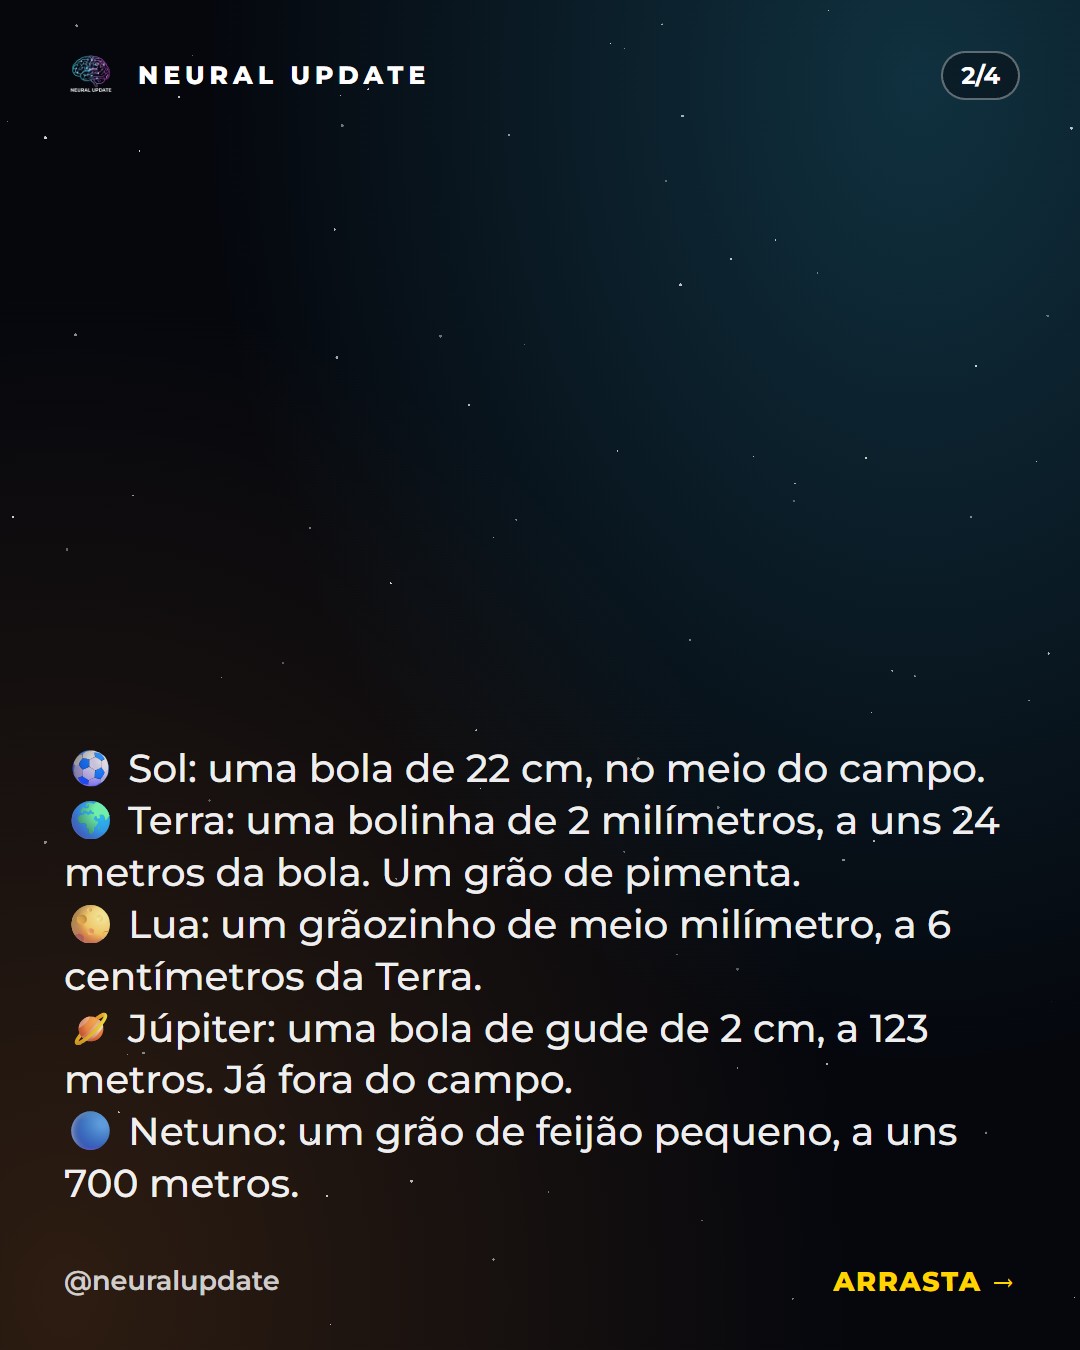 NEURAL UPDATE
NEURAL UPDATE
2/4
⚽ Sol: uma bola de 22 cm, no meio do campo.
🌍 Terra: uma bolinha de 2 milímetros, a uns 24
metros da bola. Um grão de pimenta.
🌕 Lua: um grãozinho de meio milímetro, a 6
centímetros da Terra.
🪐 Júpiter: uma bola de gude de 2 cm, a 123
metros. Já fora do campo.
🔵 Netuno: um grão de feijão pequeno, a uns
700 metros.
@neuralupdate
ARRASTA →